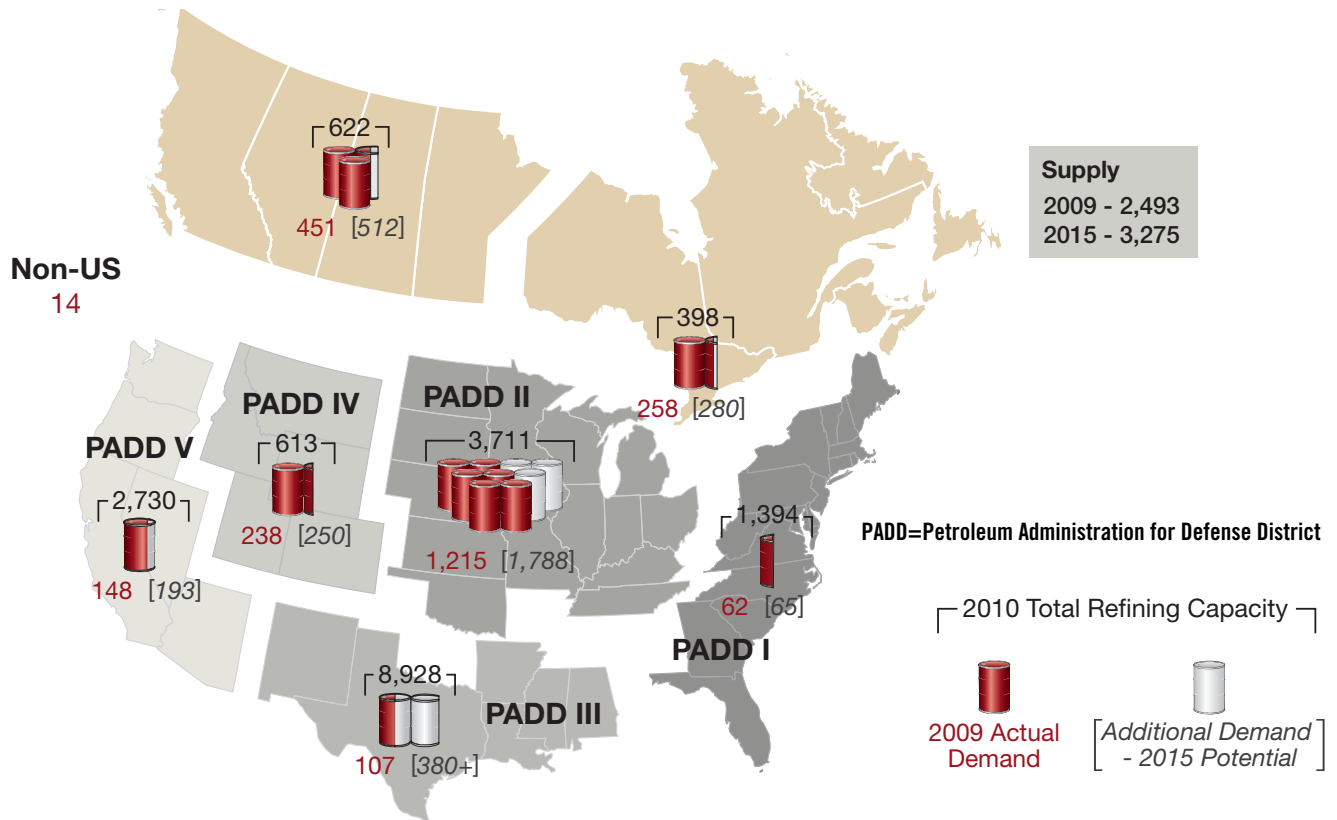 622
451 [512]
Supply
2009 - 2,493
2015 - 3,275
Non-US
14
398
258 [280]
PADD V
2,730
148 [193]
PADD IV
613
238 [250]
PADD II
3,711
1,215 [1,788]
1,394
62 [65]
PADD I
8,928
107 [380+]
PADD III
PADD=Petroleum Administration for Defense District
2010 Total Refining Capacity
2009 Actual
Demand
[Additional Demand
- 2015 Potential]